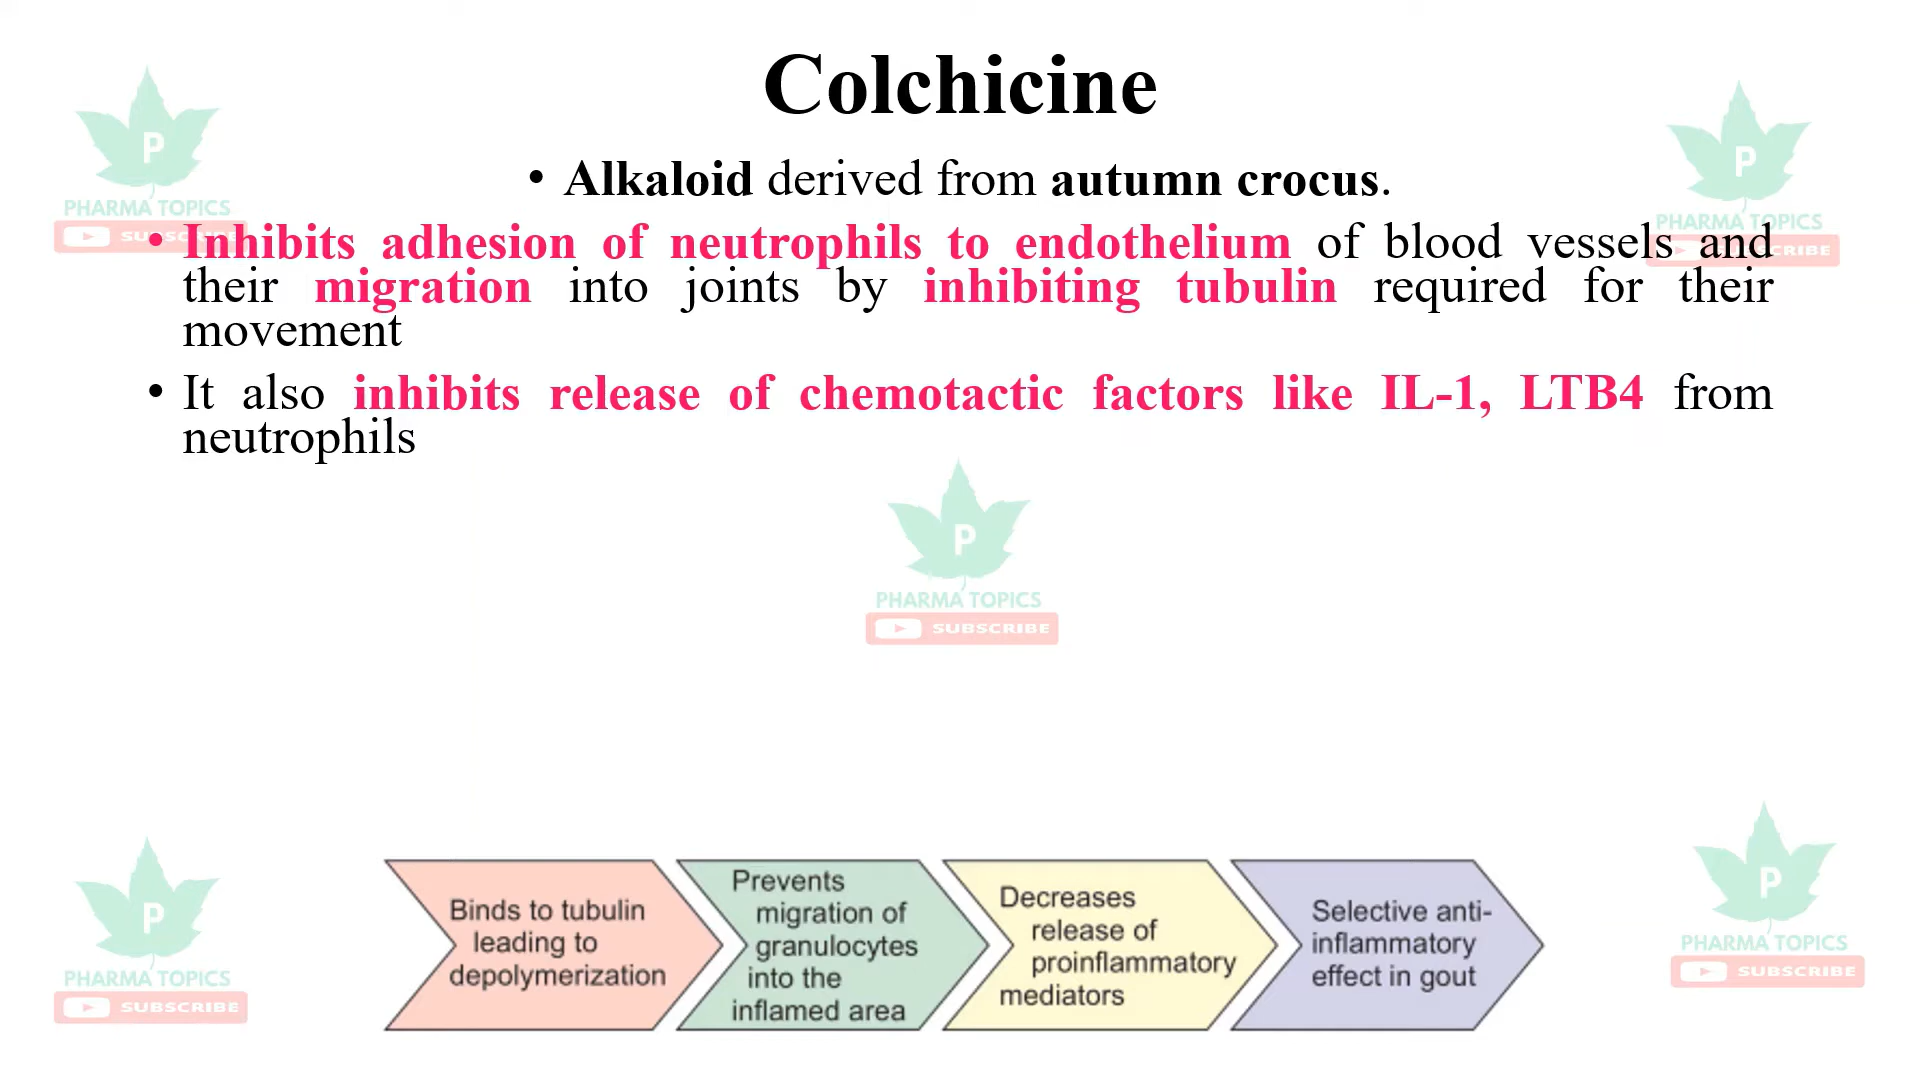 Colchicine
• Alkaloid derived from autumn crocus.
• Inhibits adhesion of neutrophils to endothelium of blood vessels and
their migration into joints by inhibiting tubulin required for their
movement
• It also inhibits release of chemotactic factors like IL-1, LTB4 from
neutrophils
P
PHARMA TOPICS
SUBSCRIBE
P
PHARMA TOPICS
SUBSCRIBE
P
PHARMA TOPICS
SUBSCRIBE
Binds to tubulin
leading to
depolymerization
Prevents
migration of
granulocytes
into the
inflamed area
Decreases
release of
proinflammatory
mediators
Selective anti-
inflammatory
effect in gout
P
PHARMA TOPICS
SUBSCRIBE
P
PHARMA TOPICS
SUBSCRIBE